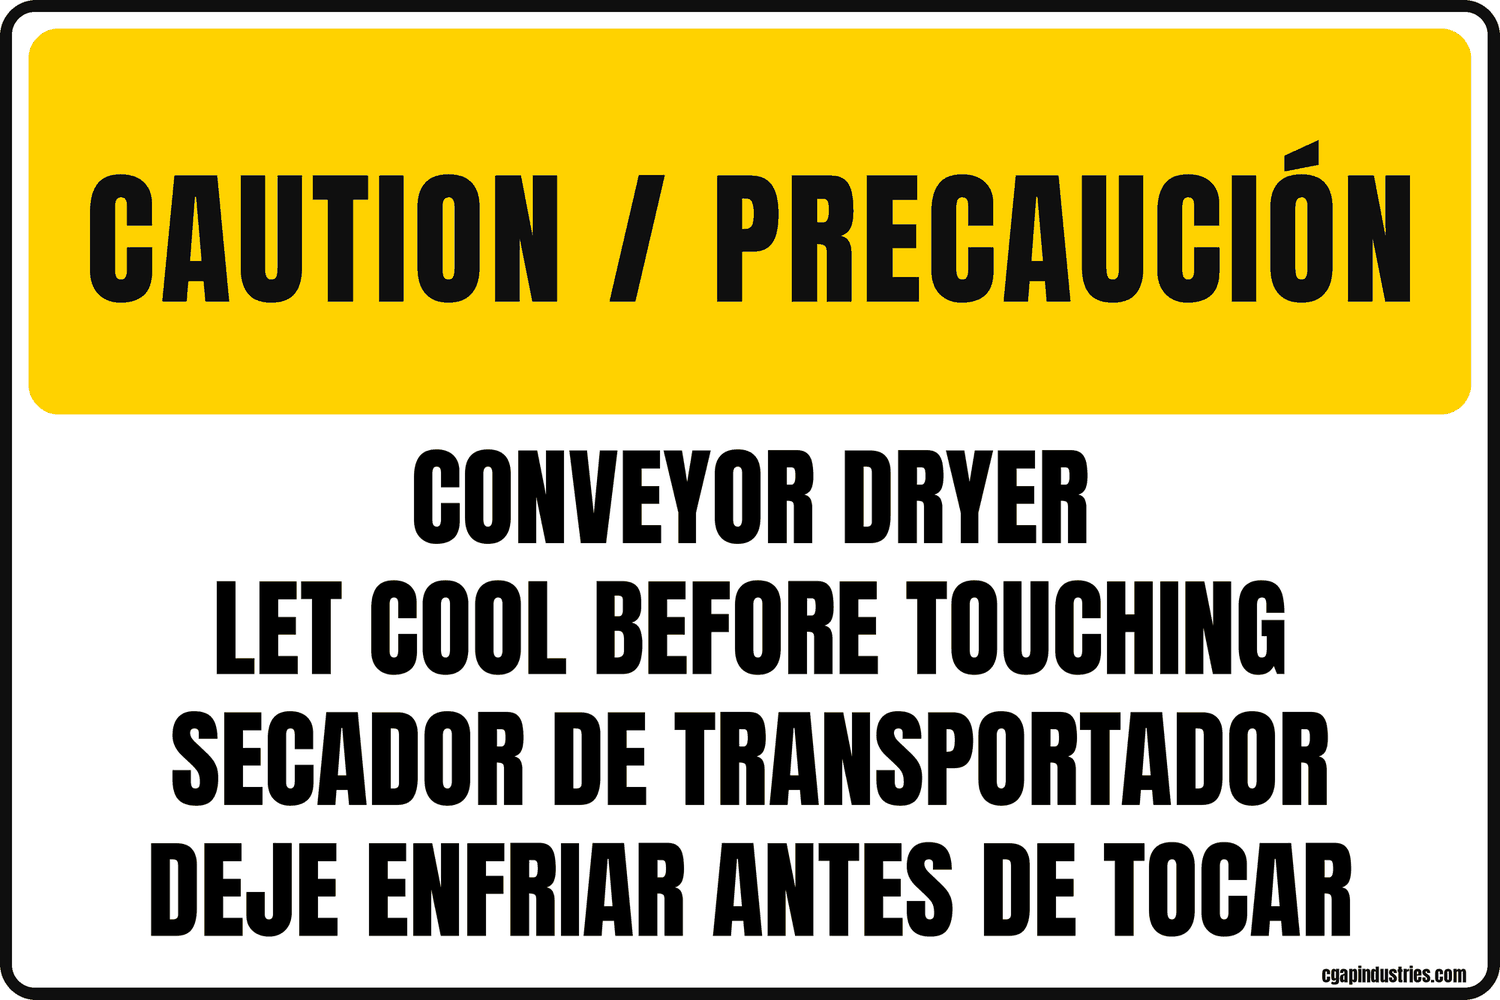 CAUTION / PRECAUCIÓN
CONVEYOR DRYER
LET COOL BEFORE TOUCHING
SECADOR DE TRANSPORTADOR
DEJE ENFRIAR ANTES DE TOCAR
cgapindustries.com